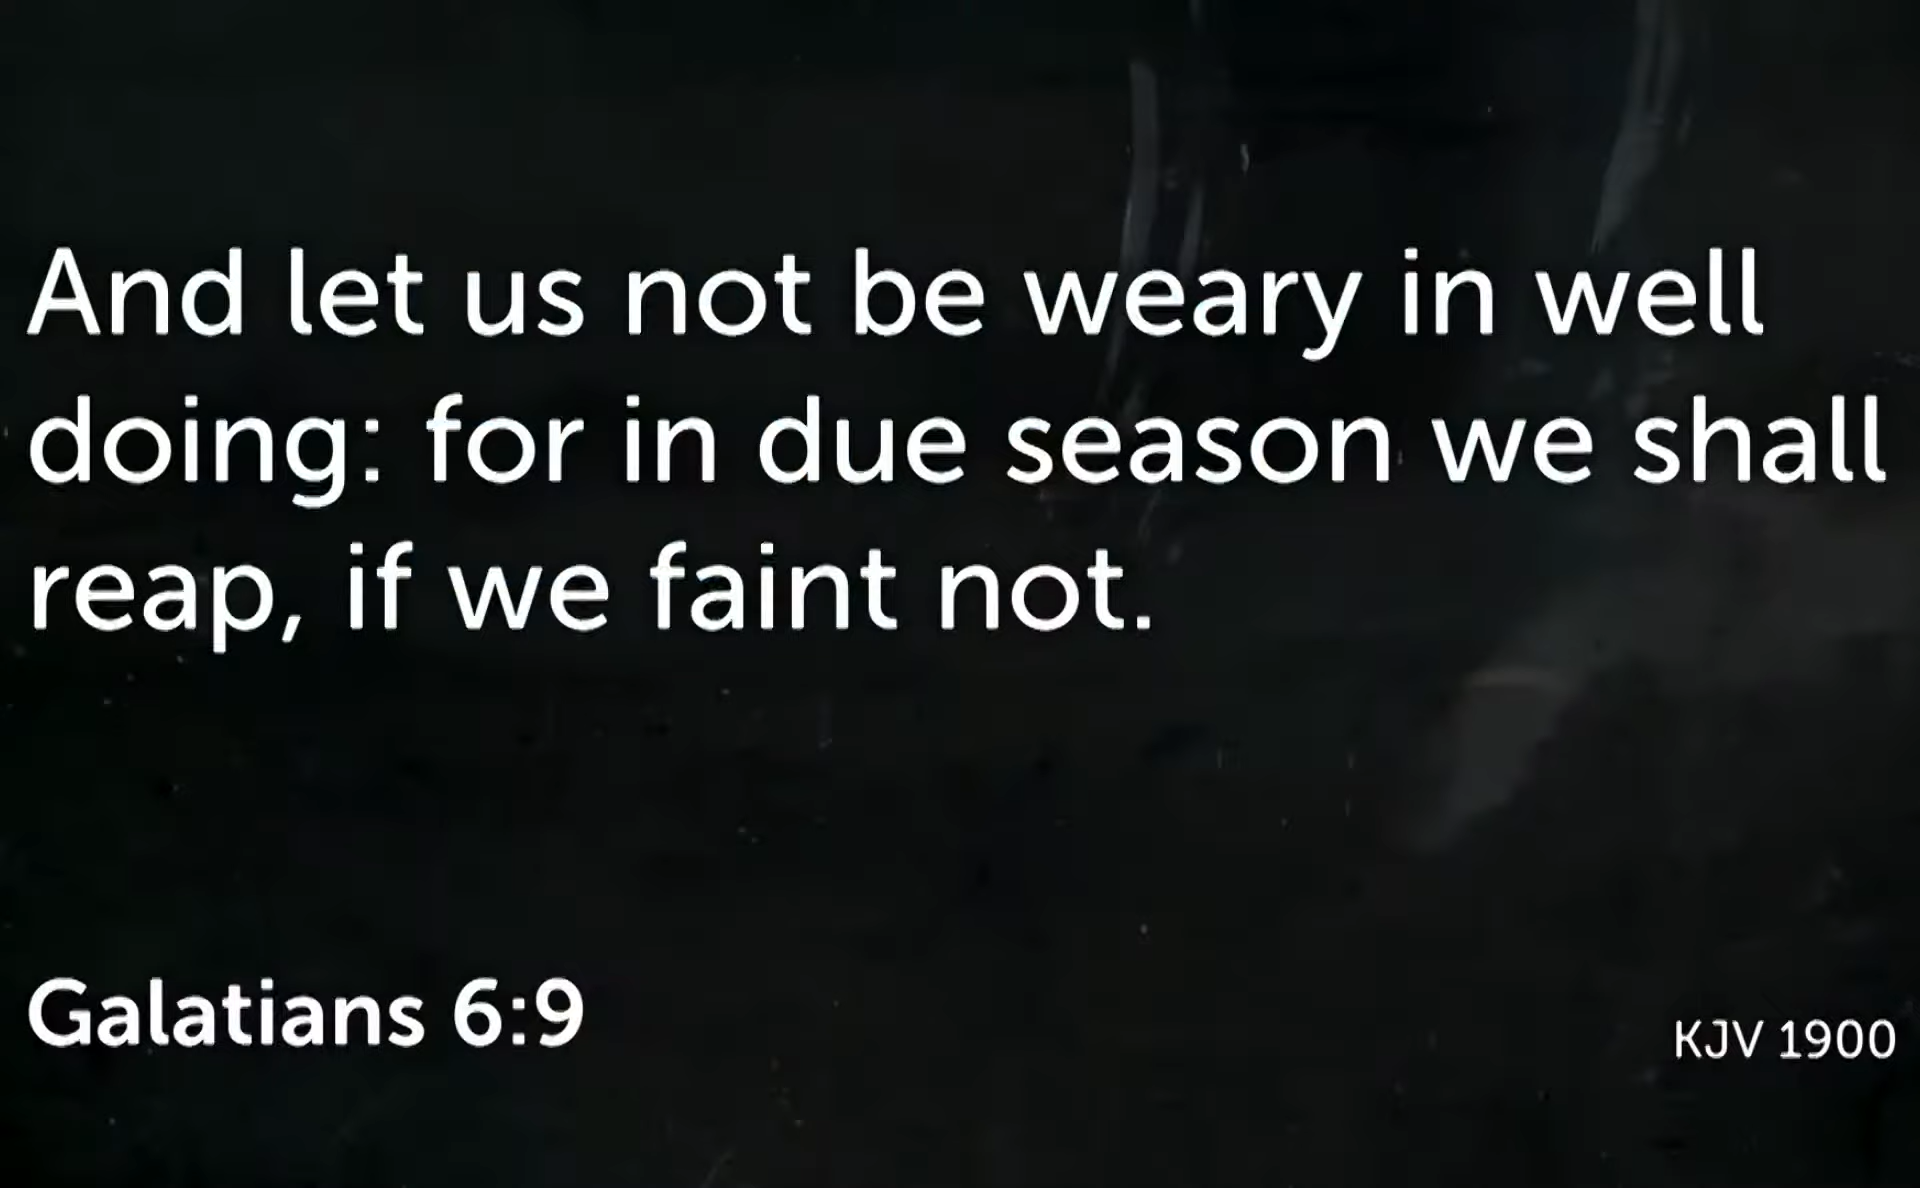 And let us not be weary in well
doing: for in due season we shall
reap, if we faint not.
Galatians 6:9
KJV 1900